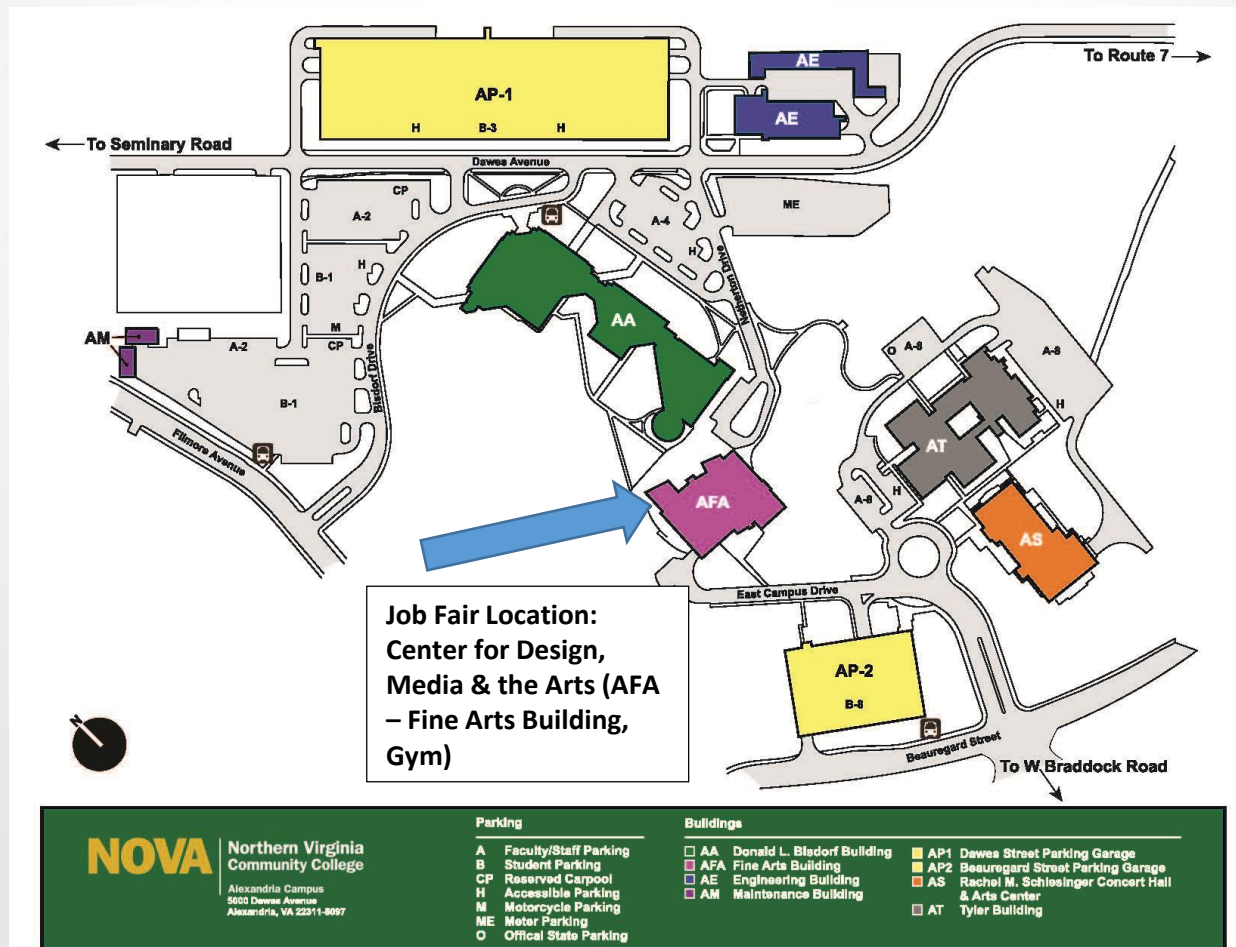 To Route 7
AE
AE
AP-1
H B-3 H
To Seminary Road
Dawes Avenue
CP
A-2
A-4
ME
H
H
B-1
Netherton Drive
AA
M
CP
AM
A-2
Bisdorf Drive
B-1
Fillmore Avenue
O
A-8
A-8
H
AT
A-8
H
AFA
AS
East Campus Drive
Job Fair Location:
Center for Design,
Media & the Arts (AFA
– Fine Arts Building,
Gym)
AP-2
B-8
N
Beauregard Street
To W Braddock Road
NOVA
Northern Virginia
Community College
Alexandria Campus
5000 Dawes Avenue
Alexandria, VA 22311-5097
Parking
A Faculty/Staff Parking
B Student Parking
CP Reserved Carpool
H Accessible Parking
M Motorcycle Parking
ME Meter Parking
O Offical State Parking
Buildings
AA Donald L. Bisdorf Building
AFA Fine Arts Building
AE Engineering Building
AM Maintenance Building
AP1 Dawes Street Parking Garage
AP2 Beauregard Street Parking Garage
AS Rachel M. Schlesinger Concert Hall
& Arts Center
AT Tyler Building